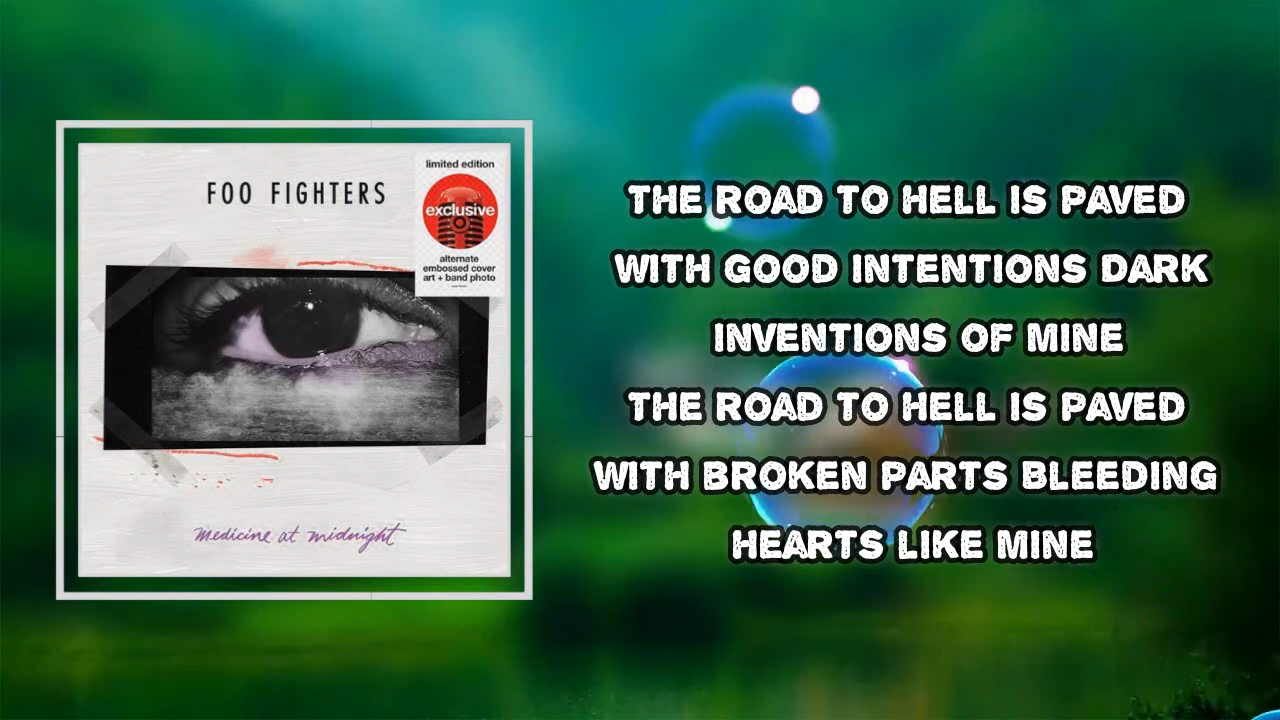 FOO FIGHTERS
limited edition
exclusive
alternate
embossed cover
art + band photo
medicine at midnight
THE ROAD TO HELL IS PAVED
WITH GOOD INTENTIONS DARK
INVENTIONS OF MINE
THE ROAD TO HELL IS PAVED
WITH BROKEN PARTS BLEEDING
HEARTS LIKE MINE